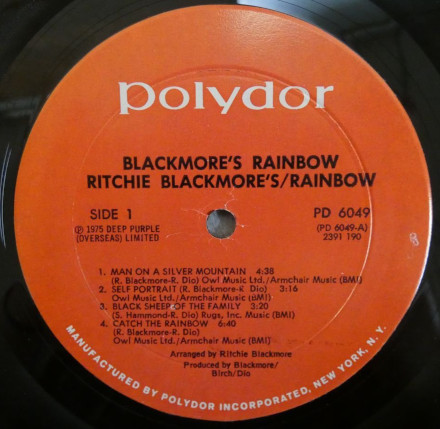 polydor
BLACKMORE'S RAINBOW
RITCHIE BLACKMORE'S/RAINBOW
SIDE 1
PD 6049
℗ 1975 DEEP PURPLE
(PD 6049-A)
(OVERSEAS) LIMITED
2391 190
1. MAN ON A SILVER MOUNTAIN 4:38
(R. Blackmore-R. Dio) Owl Music Ltd./Armchair Music (BMI)
2. SELF PORTRAIT (R. Blackmore-R. Dio) 3:16
Owl Music Ltd./Armchair Music (BMI)
3. BLACK SHEEP OF THE FAMILY 3:20
(S. Hammond-R. Dio) Rugs, Inc. Music (BMI)
4. CATCH THE RAINBOW 6:40
(R. Blackmore-R. Dio)
Owl Music Ltd./Armchair Music (BMI)
Arranged by Ritchie Blackmore
Produced by Blackmore/
Birch/Dio
MANUFACTURED BY POLYDOR INCORPORATED, NEW YORK, N.Y.